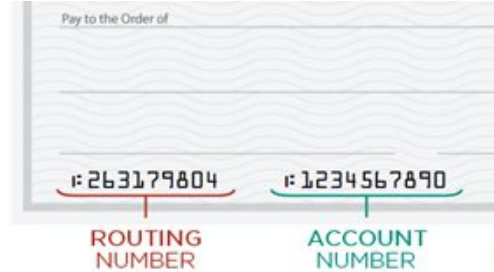 Pay to the Order of
⑆263179804 ⑆1234567890
ROUTING ACCOUNT
NUMBER NUMBER